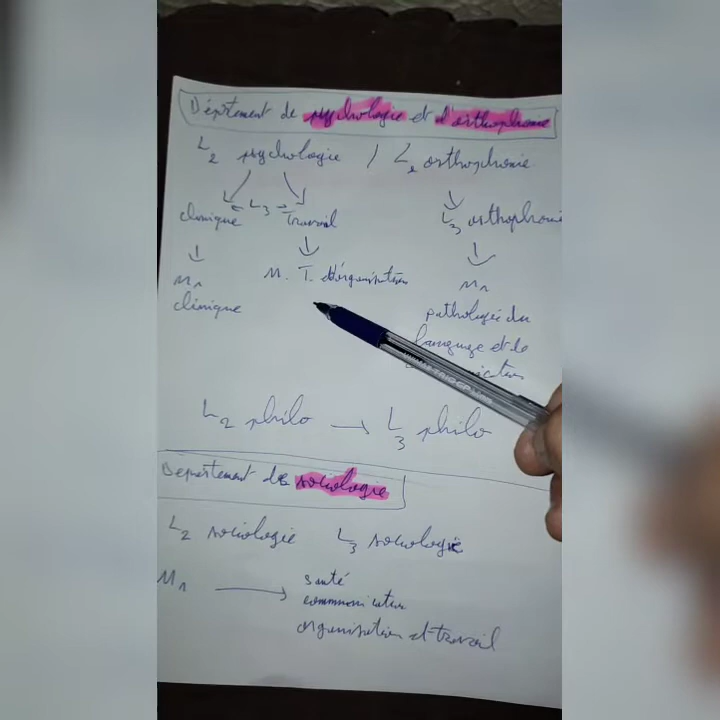 Département de psychologie et d'orthophonie
L2 psychologie / L2 orthophonie
clinique ← L3 → Travail
L3 orthophonie
M1
clinique
M. T. et d'organisation
M1
pathologie du
language et de
L2 philo → L3 philo
Département de sociologie
L2 sociologie L3 sociologie
M1 → santé
communication
organisation et travail